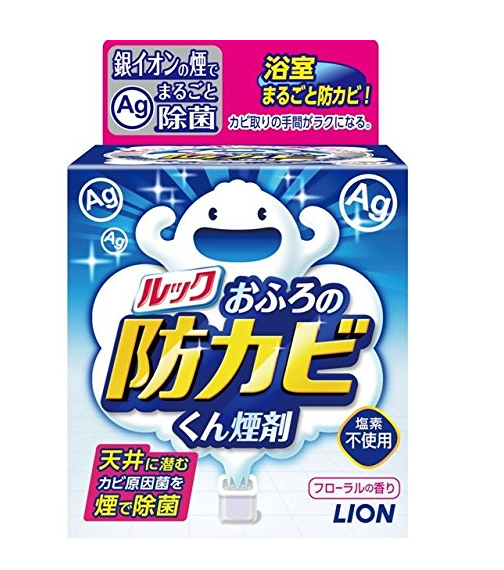 銀イオンの煙で
Ag
まるごと
除菌
浴室
まるごと防カビ！
カビ取りの手間がラクになる。
Ag
Ag
Ag
ルック
おふろの
防カビ
くん煙剤
塩素
不使用
天井に潜む
カビ原因菌を
煙で除菌
フローラルの香り
LION